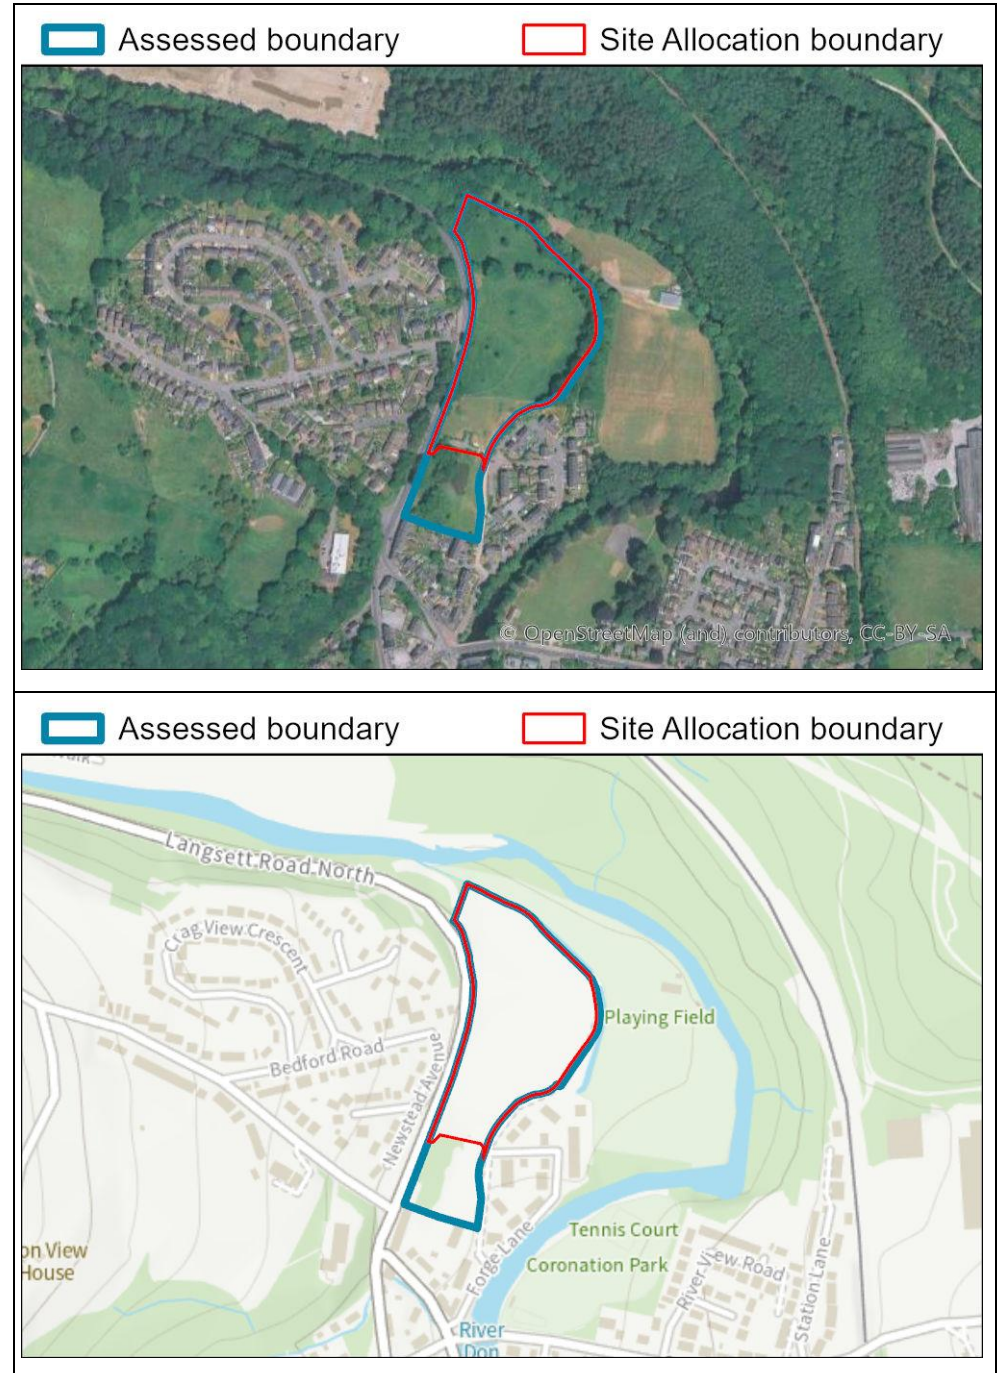 Assessed boundary
Site Allocation boundary
© OpenStreetMap (and) contributors, CC-BY-SA
Assessed boundary
Site Allocation boundary
Langsett Road North
Crag View Crescent
Bedford Road
Newstead Avenue
Playing Field
on View
House
Forge Lane
Tennis Court
Coronation Park
River View Road
Station Lane
River
Don